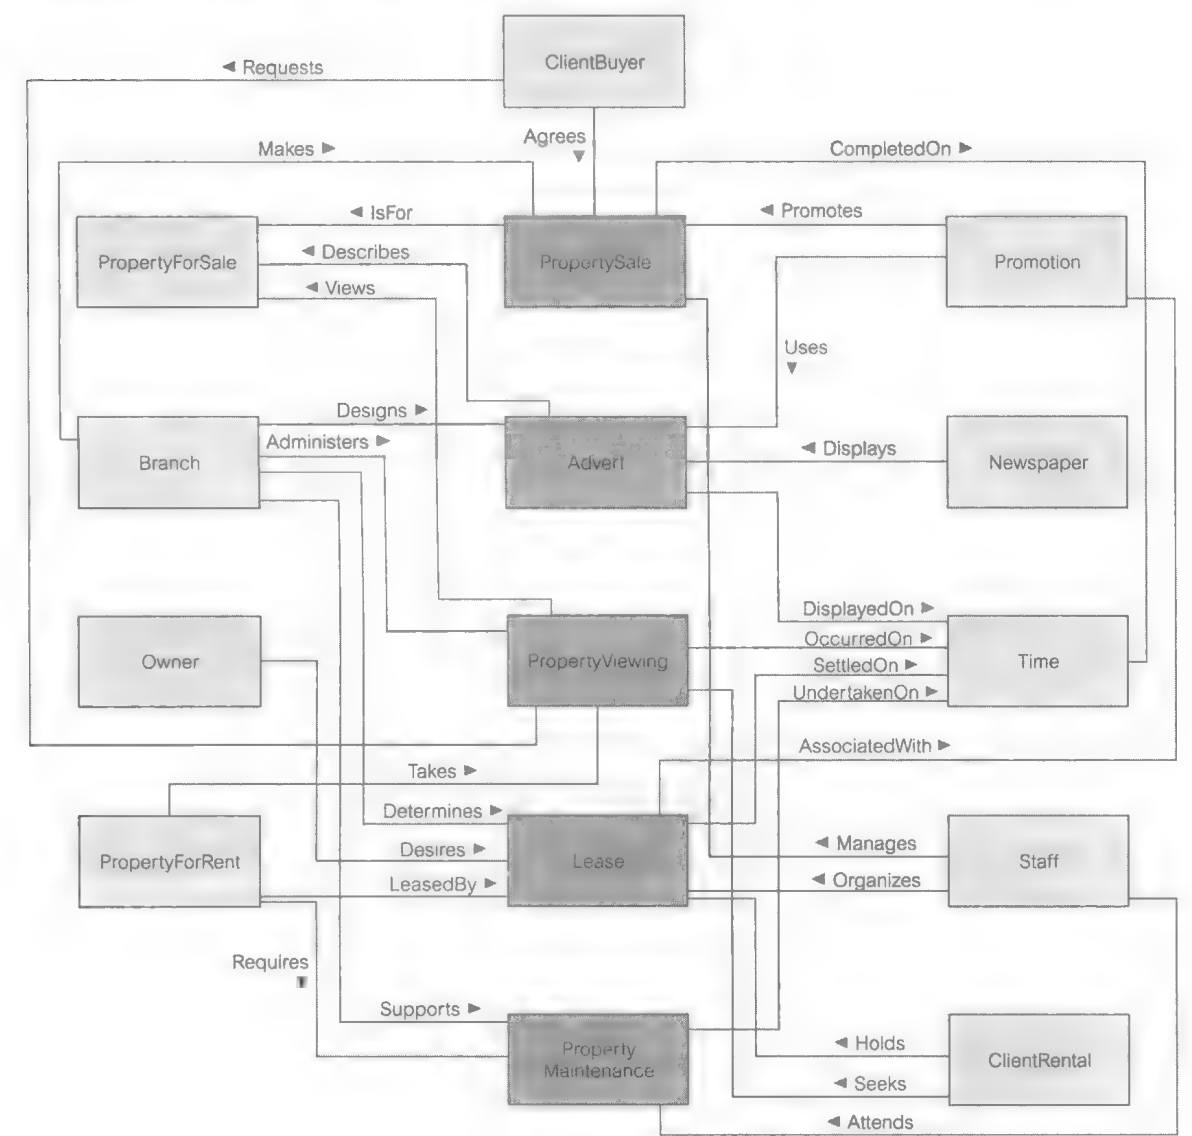 ClientBuyer
◄ Requests
Agrees
▼
Makes ►
CompletedOn ►
◄ IsFor
◄ Promotes
PropertyForSale
◄ Describes
PropertySale
Promotion
◄ Views
Uses
▼
Designs ►
Administers ►
Branch
Advert
◄ Displays
Newspaper
DisplayedOn ►
OccurredOn ►
Owner
PropertyViewing
SettledOn ►
Time
UndertakenOn ►
AssociatedWith ►
Takes ►
Determines ►
PropertyForRent
Desires ►
Lease
◄ Manages
Staff
LeasedBy ►
◄ Organizes
Requires
▼
Supports ►
Property
Maintenance
◄ Holds
ClientRental
◄ Seeks
◄ Attends